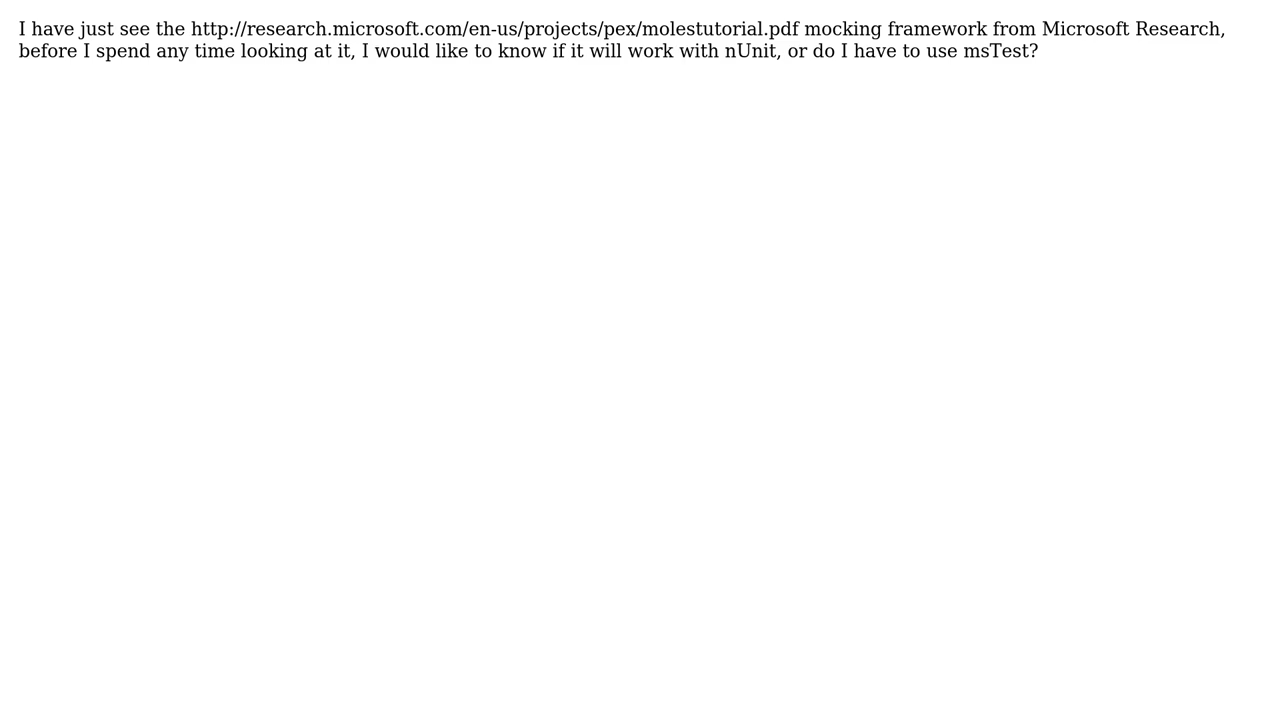 I have just see the http://research.microsoft.com/en-us/projects/pex/molestutorial.pdf mocking framework from Microsoft Research,
before I spend any time looking at it, I would like to know if it will work with nUnit, or do I have to use msTest?